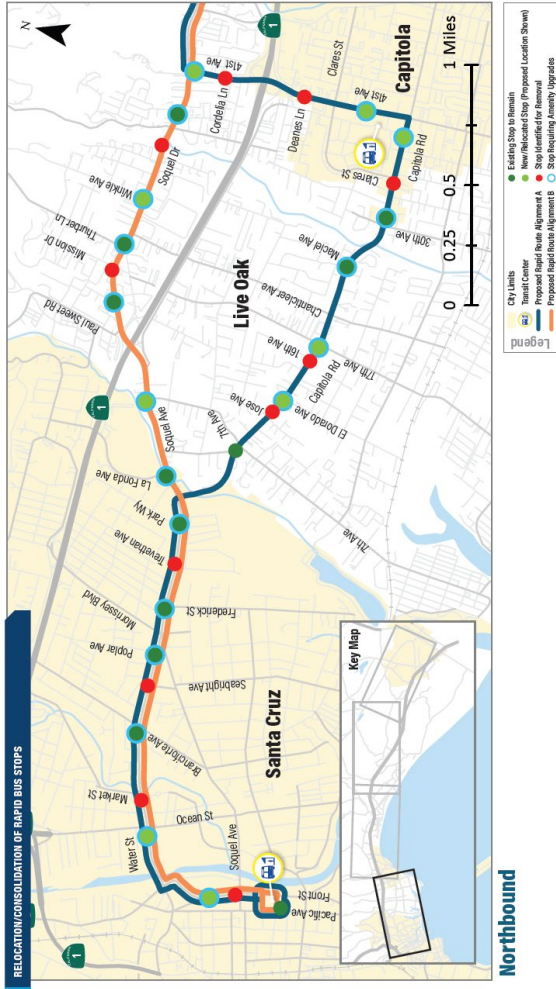 RELOCATION/CONSOLIDATION OF RAPID BUS STOPS
N
1
1
1
1
Water St
Market St
Branciforte Ave
Poplar Ave
Morrissey Blvd
Trevethan Ave
Park Wy
La Fonda Ave
Soquel Ave
Paul Sweet Rd
Mission Dr
Thurber Ln
Winkle Ave
Soquel Dr
41st Ave
Cordelia Ln
Ocean St
Soquel Ave
Front St
Pacific Ave
Seabright Ave
Frederick St
7th Ave
7th Ave
Jose Ave
El Dorado Ave
16th Ave
Capitola Rd
17th Ave
Chanticleer Ave
Maciel Ave
30th Ave
Clares St
Capitola Rd
41st Ave
Clares St
Deanes Ln
Santa Cruz
Live Oak
Capitola
Key Map
0 0.25 0.5 1 Miles
Northbound
Legend
City Limits
Transit Center
Proposed Rapid Route Alignment A
Proposed Rapid Route Alignment B
Existing Stop to Remain
New/Relocated Stop (Proposed Location Shown)
Stop Identified for Removal
Stop Requiring Amenity Upgrades